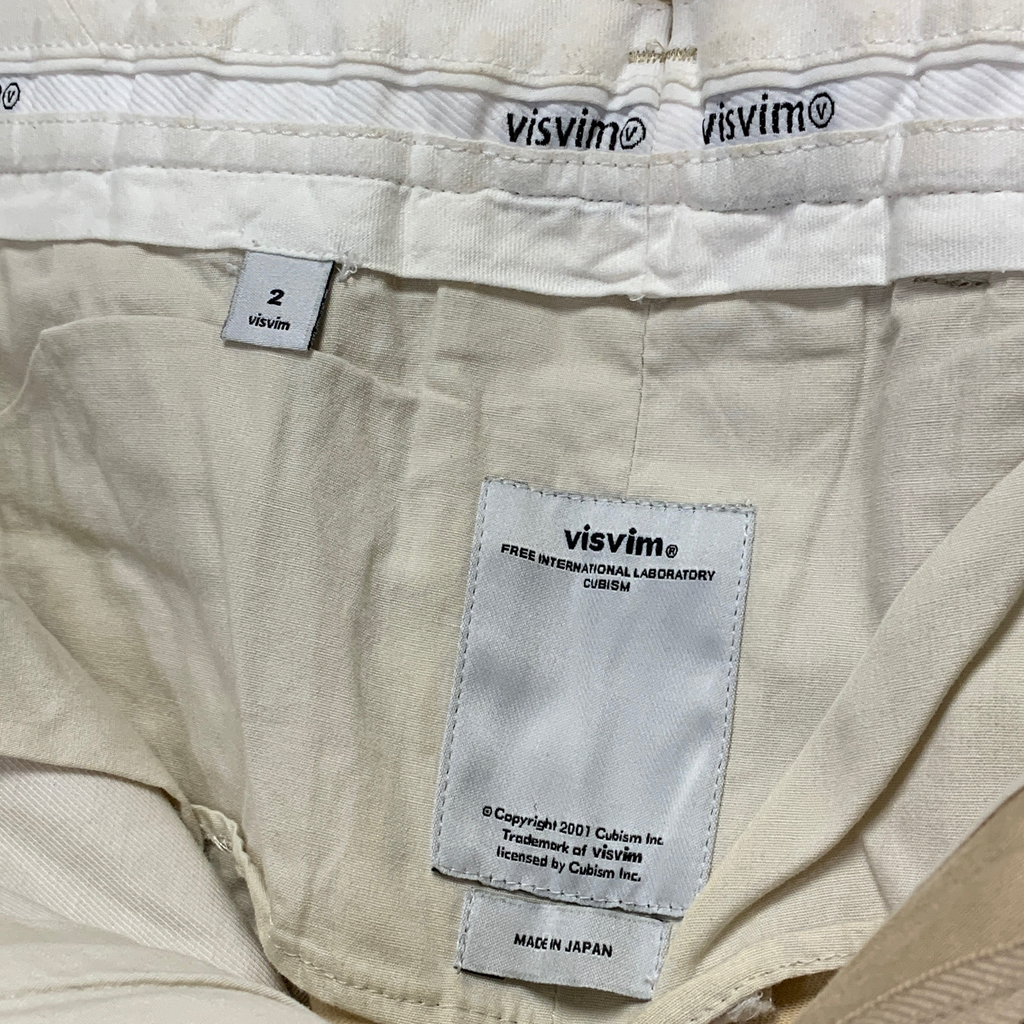 visvim
visvim
2
visvim
visvim®
FREE INTERNATIONAL LABORATORY
CUBISM
©Copyright 2001 Cubism Inc.
Trademark of visvim
licensed by Cubism Inc.
MADE IN JAPAN